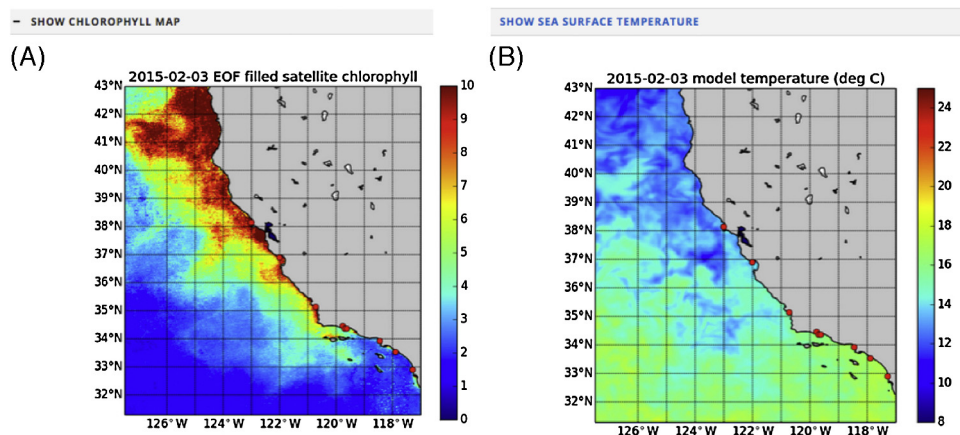 – SHOW CHLOROPHYLL MAP
SHOW SEA SURFACE TEMPERATURE
(A)
(B)
2015-02-03 EOF filled satellite chlorophyll
43°N
42°N
41°N
40°N
39°N
38°N
37°N
36°N
35°N
34°N
33°N
32°N
126°W 124°W 122°W 120°W 118°W
10
9
8
7
6
5
4
3
2
1
0
2015-02-03 model temperature (deg C)
43°N
42°N
41°N
40°N
39°N
38°N
37°N
36°N
35°N
34°N
33°N
32°N
126°W 124°W 122°W 120°W 118°W
24
22
20
18
16
14
12
10
8